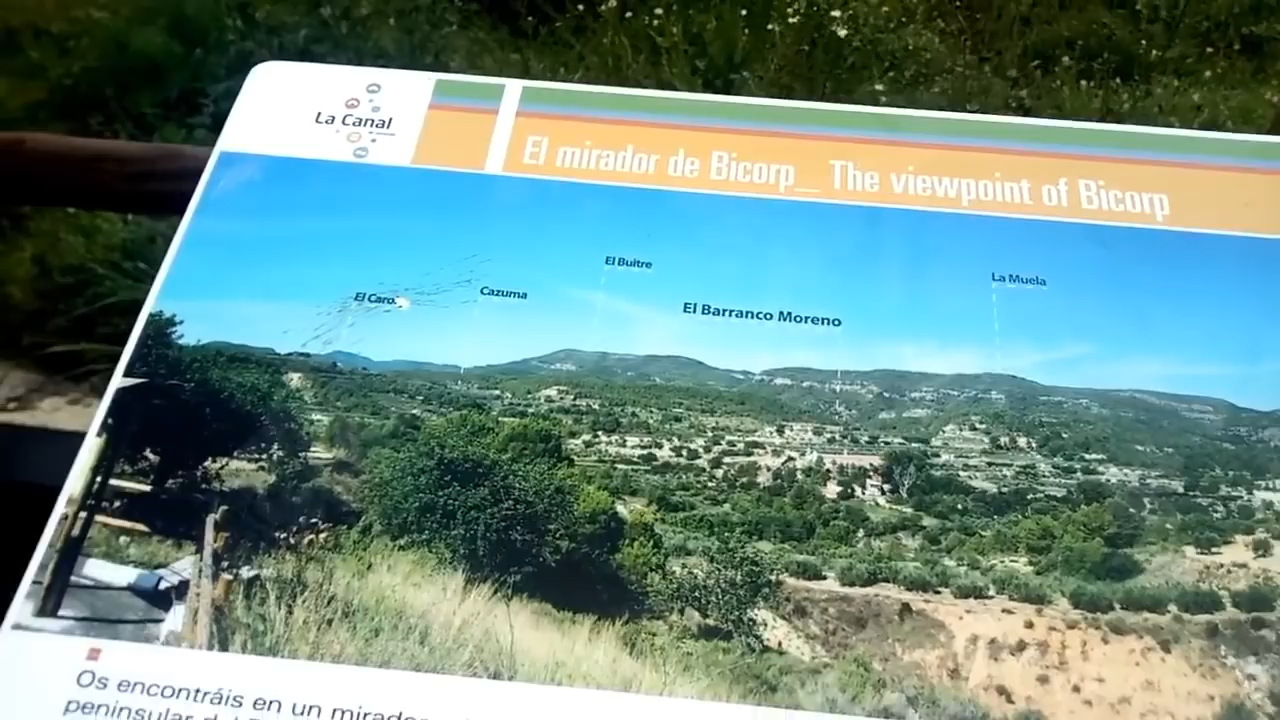 La Canal
El mirador de Bicorp_ The viewpoint of Bicorp
El Buitre
La Muela
El Caro
Cazuma
El Barranco Moreno
Os encontráis en un mirador
peninsular